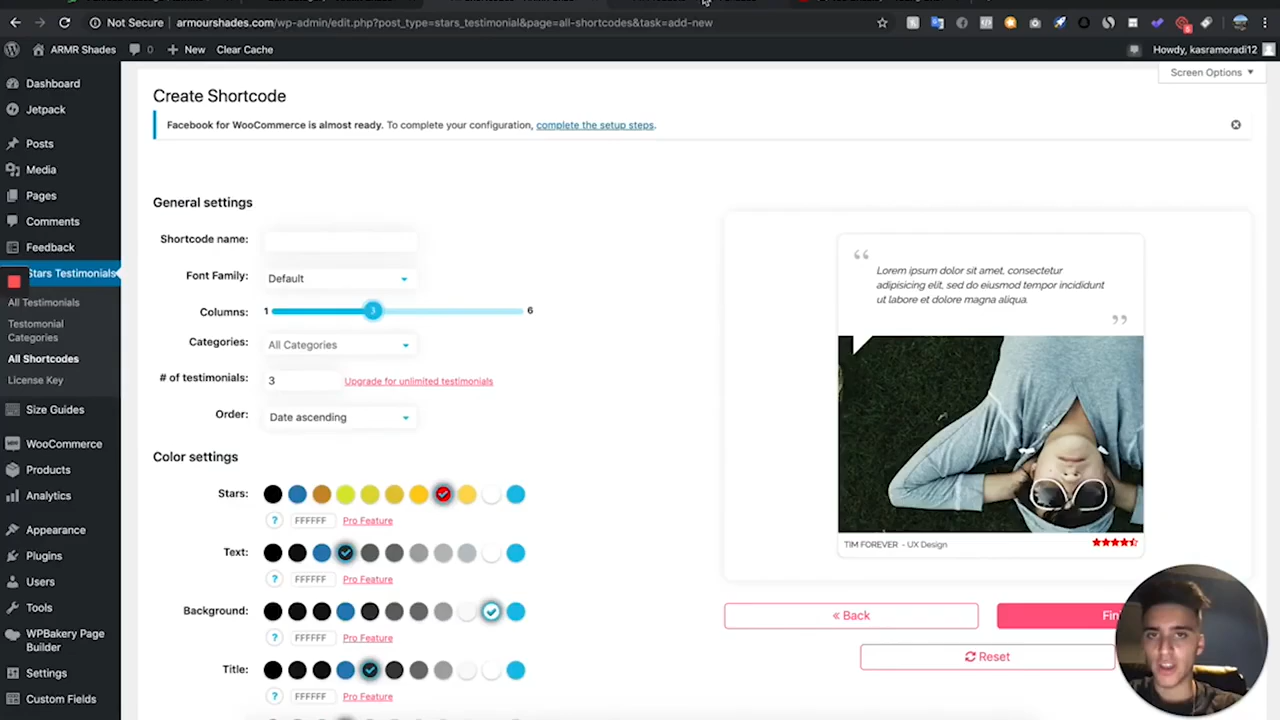 Not Secure armourshades.com/wp-admin/edit.php?post_type=stars_testimonial&page=all-shortcodes&task=add-new
ARMR Shades 0 New Clear Cache Howdy, kasramoradi12
Screen Options
Dashboard
Jetpack
Posts
Media
Pages
Comments
Feedback
Stars Testimonials
All Testimonials
Testomonial
Categories
All Shortcodes
License Key
Size Guides
WooCommerce
Products
Analytics
Appearance
Plugins
Users
Tools
WPBakery Page
Builder
Settings
Custom Fields
Create Shortcode
Facebook for WooCommerce is almost ready. To complete your configuration, complete the setup steps.
General settings
Shortcode name:
Font Family: Default
Columns: 1 3 6
Categories: All Categories
# of testimonials: 3 Upgrade for unlimited testimonials
Order: Date ascending
Color settings
Stars:
? FFFFFF Pro Feature
Text:
? FFFFFF Pro Feature
Background:
? FFFFFF Pro Feature
Title:
? FFFFFF Pro Feature
“
Lorem ipsum dolor sit amet, consectetur
adipisicing elit, sed do eiusmod tempor incididunt
ut labore et dolore magna aliqua.
”
TIM FOREVER - UX Design
« Back
Fin
Reset